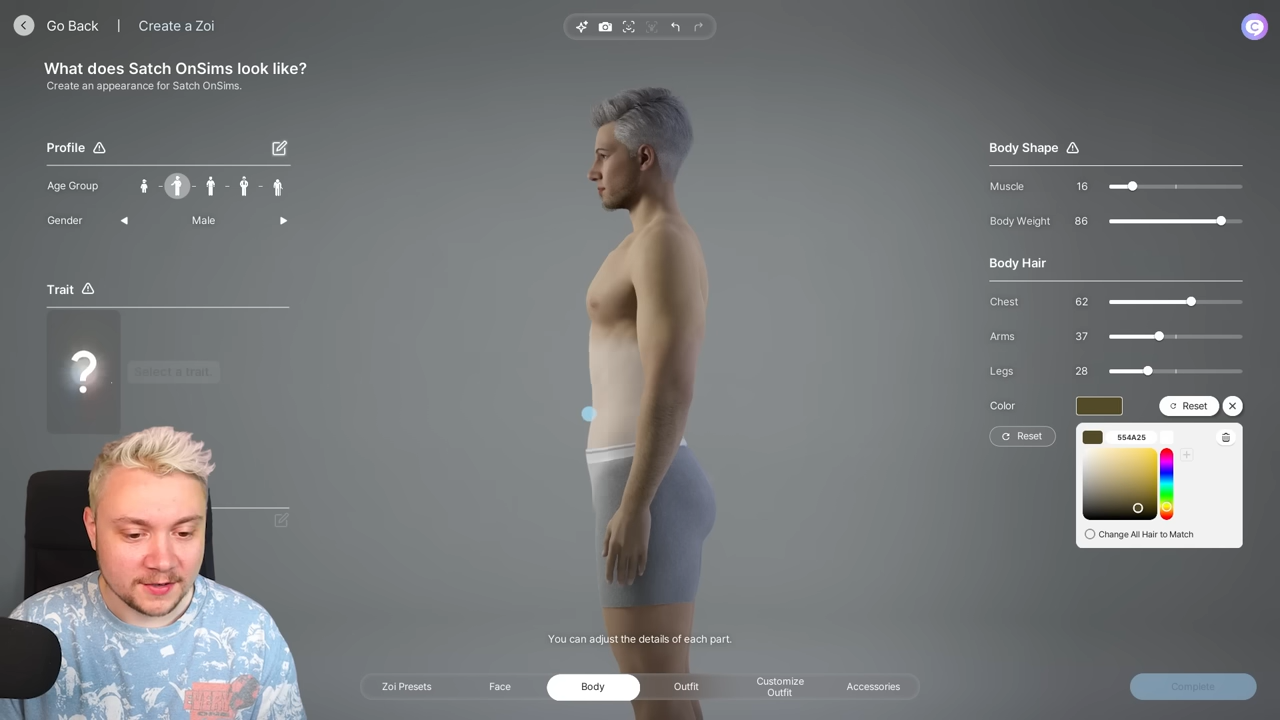 Go Back | Create a Zoi
What does Satch OnSims look like?
Create an appearance for Satch OnSims.
Profile
Age Group
Gender Male
Trait
?
Select a trait.
Body Shape
Muscle 16
Body Weight 86
Body Hair
Chest 62
Arms 37
Legs 28
Color Reset
Reset
554A25
Change All Hair to Match
You can adjust the details of each part.
Zoi Presets
Face
Body
Outfit
Customize
Outfit
Accessories
Complete